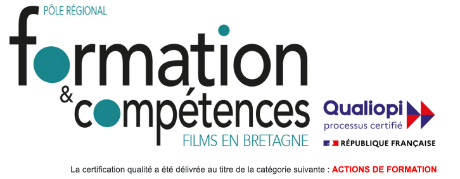 PÔLE RÉGIONAL
formation
& compétences
FILMS EN BRETAGNE
Qualiopi
processus certifié
RÉPUBLIQUE FRANÇAISE
La certification qualité a été délivrée au titre de la catégorie suivante : ACTIONS DE FORMATION